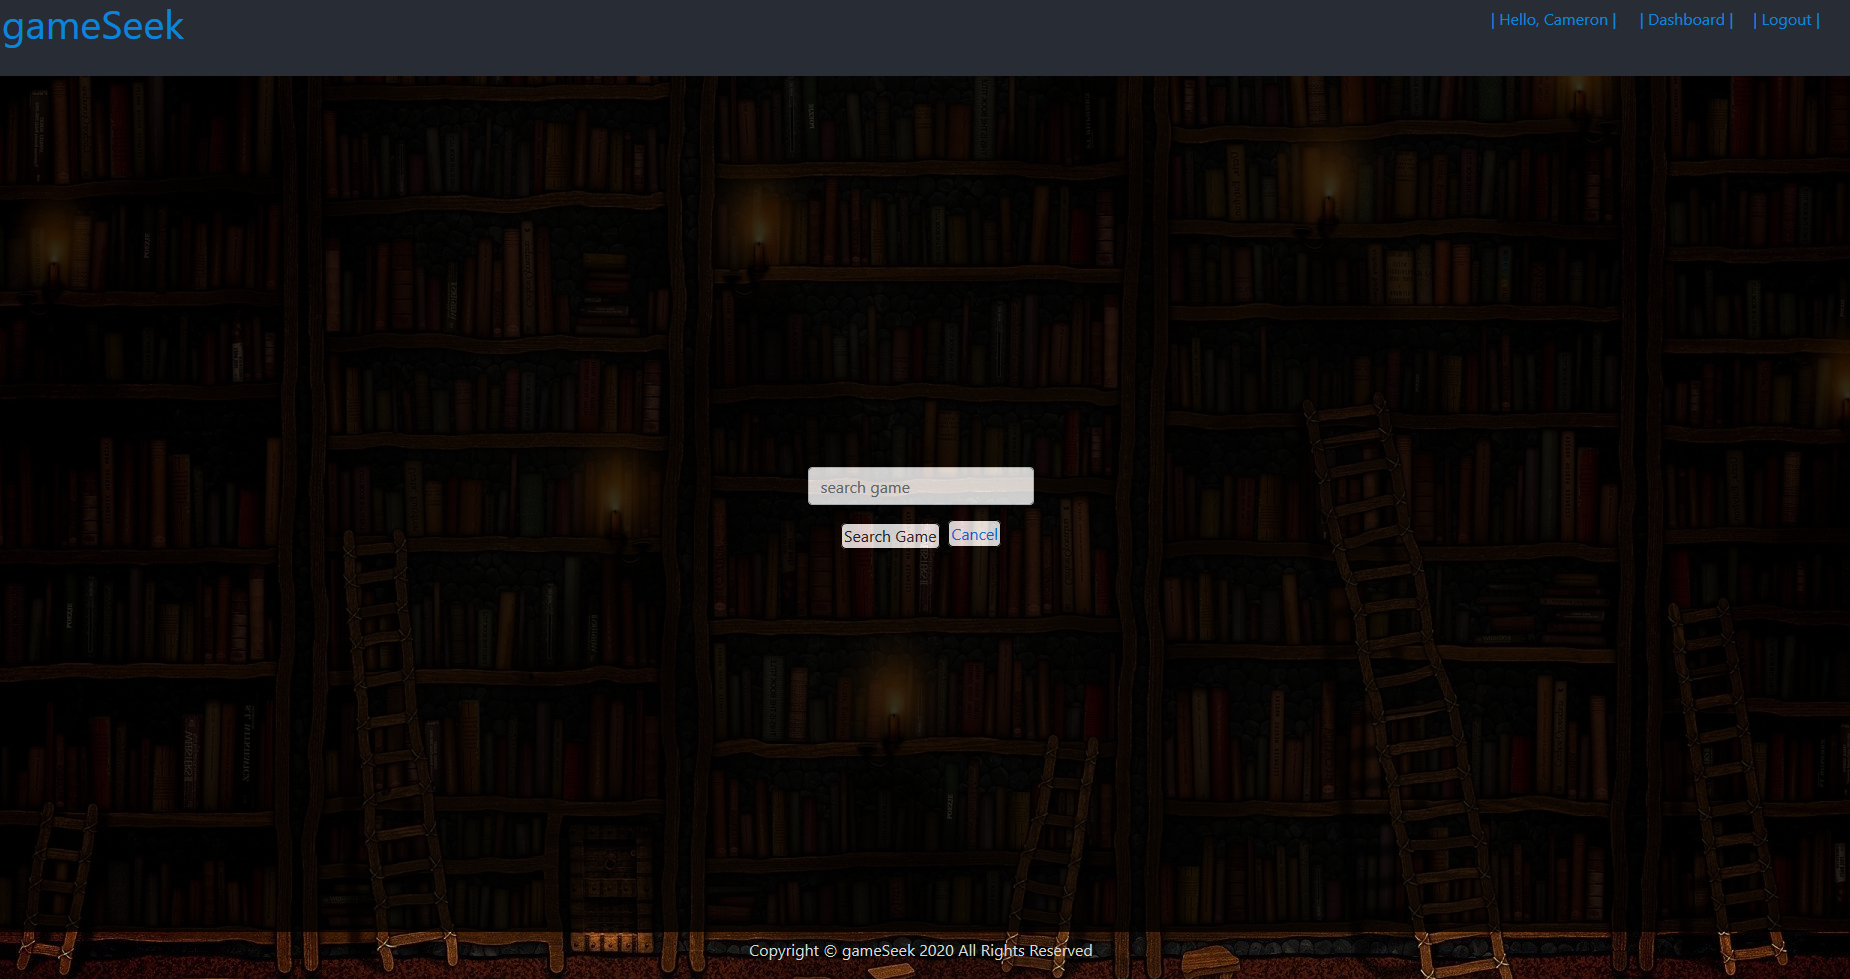 gameSeek
| Hello, Cameron | | Dashboard | | Logout |
search game
Search Game Cancel
Copyright © gameSeek 2020 All Rights Reserved